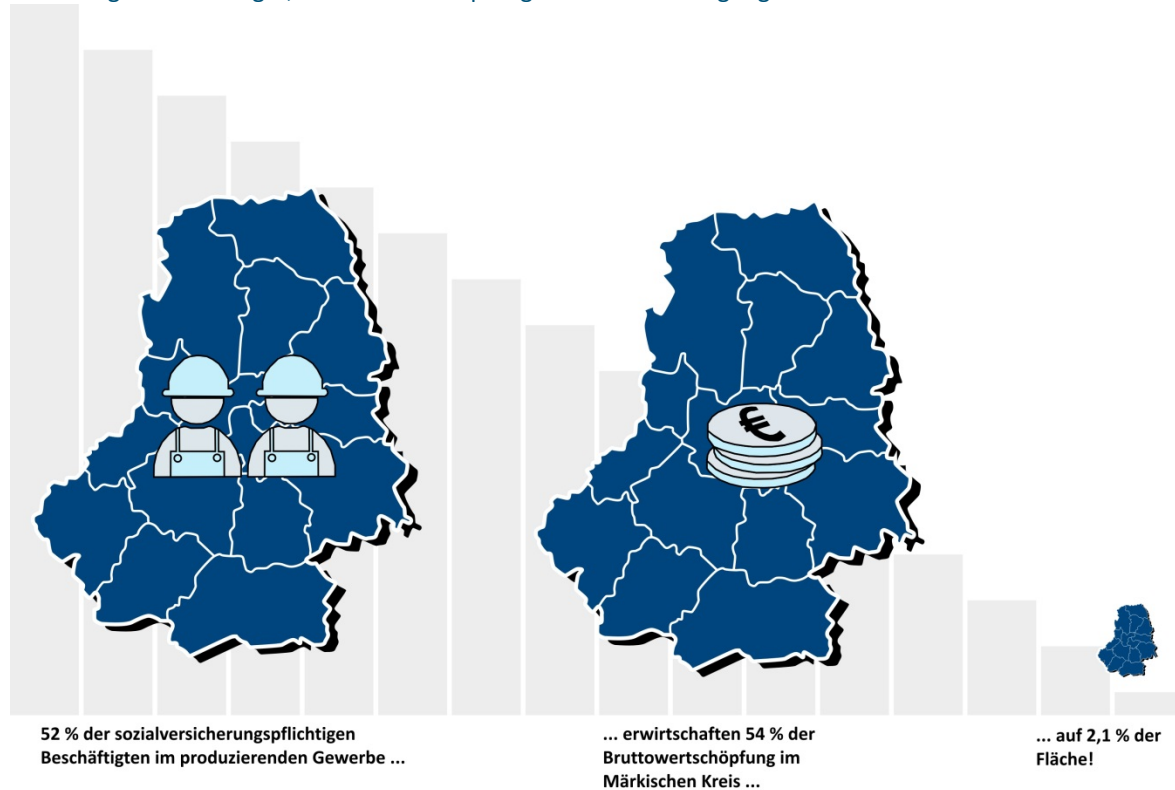 52 % der sozialversicherungspflichtigen
Beschäftigten im produzierenden Gewerbe ...
... erwirtschaften 54 % der
Bruttowertschöpfung im
Märkischen Kreis ...
... auf 2,1 % der
Fläche!
€